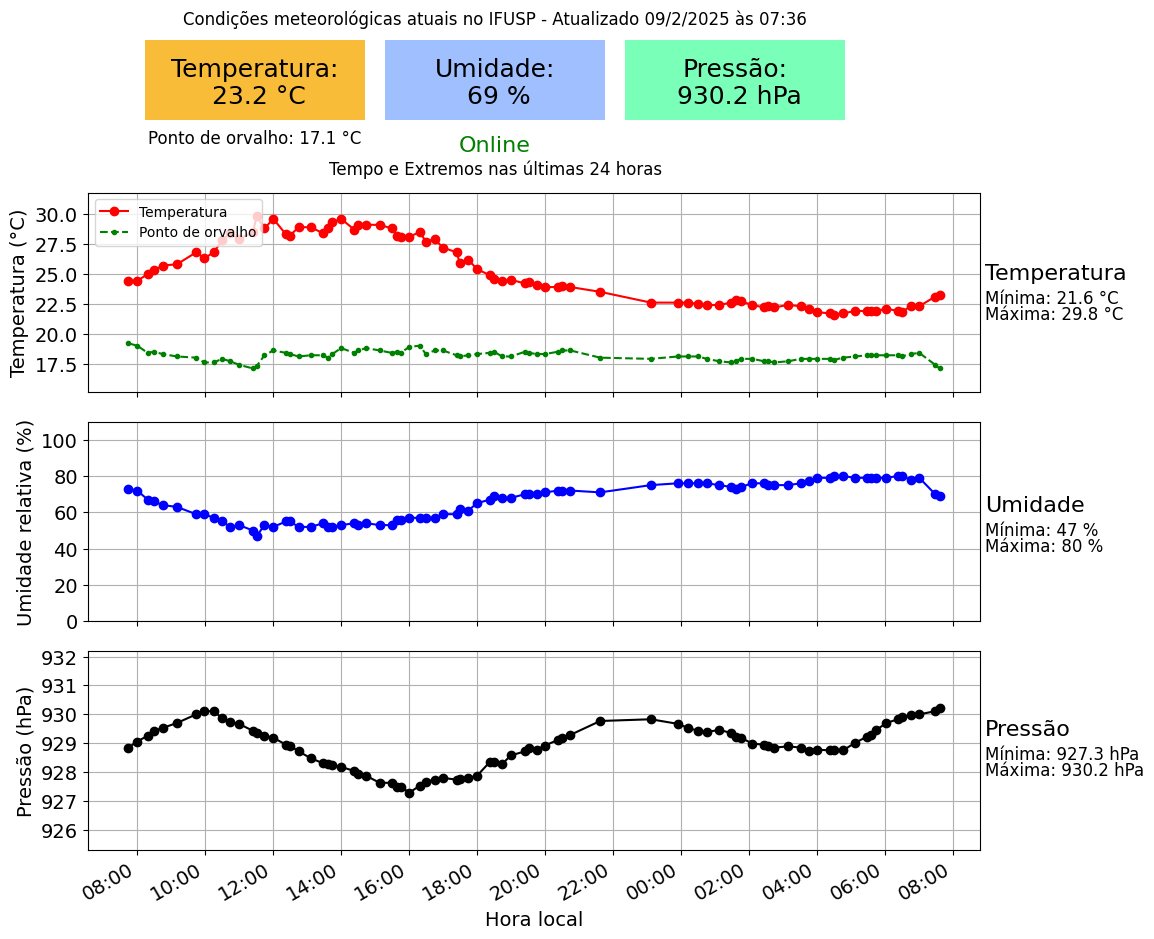 Condições meteorológicas atuais no IFUSP - Atualizado 09/2/2025 às 07:36
Temperatura:
23.2 °C
Umidade:
69 %
Pressão:
930.2 hPa
Ponto de orvalho: 17.1 °C
Online
Tempo e Extremos nas últimas 24 horas
Temperatura (°C)
30.0
27.5
25.0
22.5
20.0
17.5
Temperatura
Ponto de orvalho
Temperatura
Mínima: 21.6 °C
Máxima: 29.8 °C
Umidade relativa (%)
100
80
60
40
20
0
Umidade
Mínima: 47 %
Máxima: 80 %
Pressão (hPa)
932
931
930
929
928
927
926
Pressão
Mínima: 927.3 hPa
Máxima: 930.2 hPa
08:00 10:00 12:00 14:00 16:00 18:00 20:00 22:00 00:00 02:00 04:00 06:00 08:00
Hora local